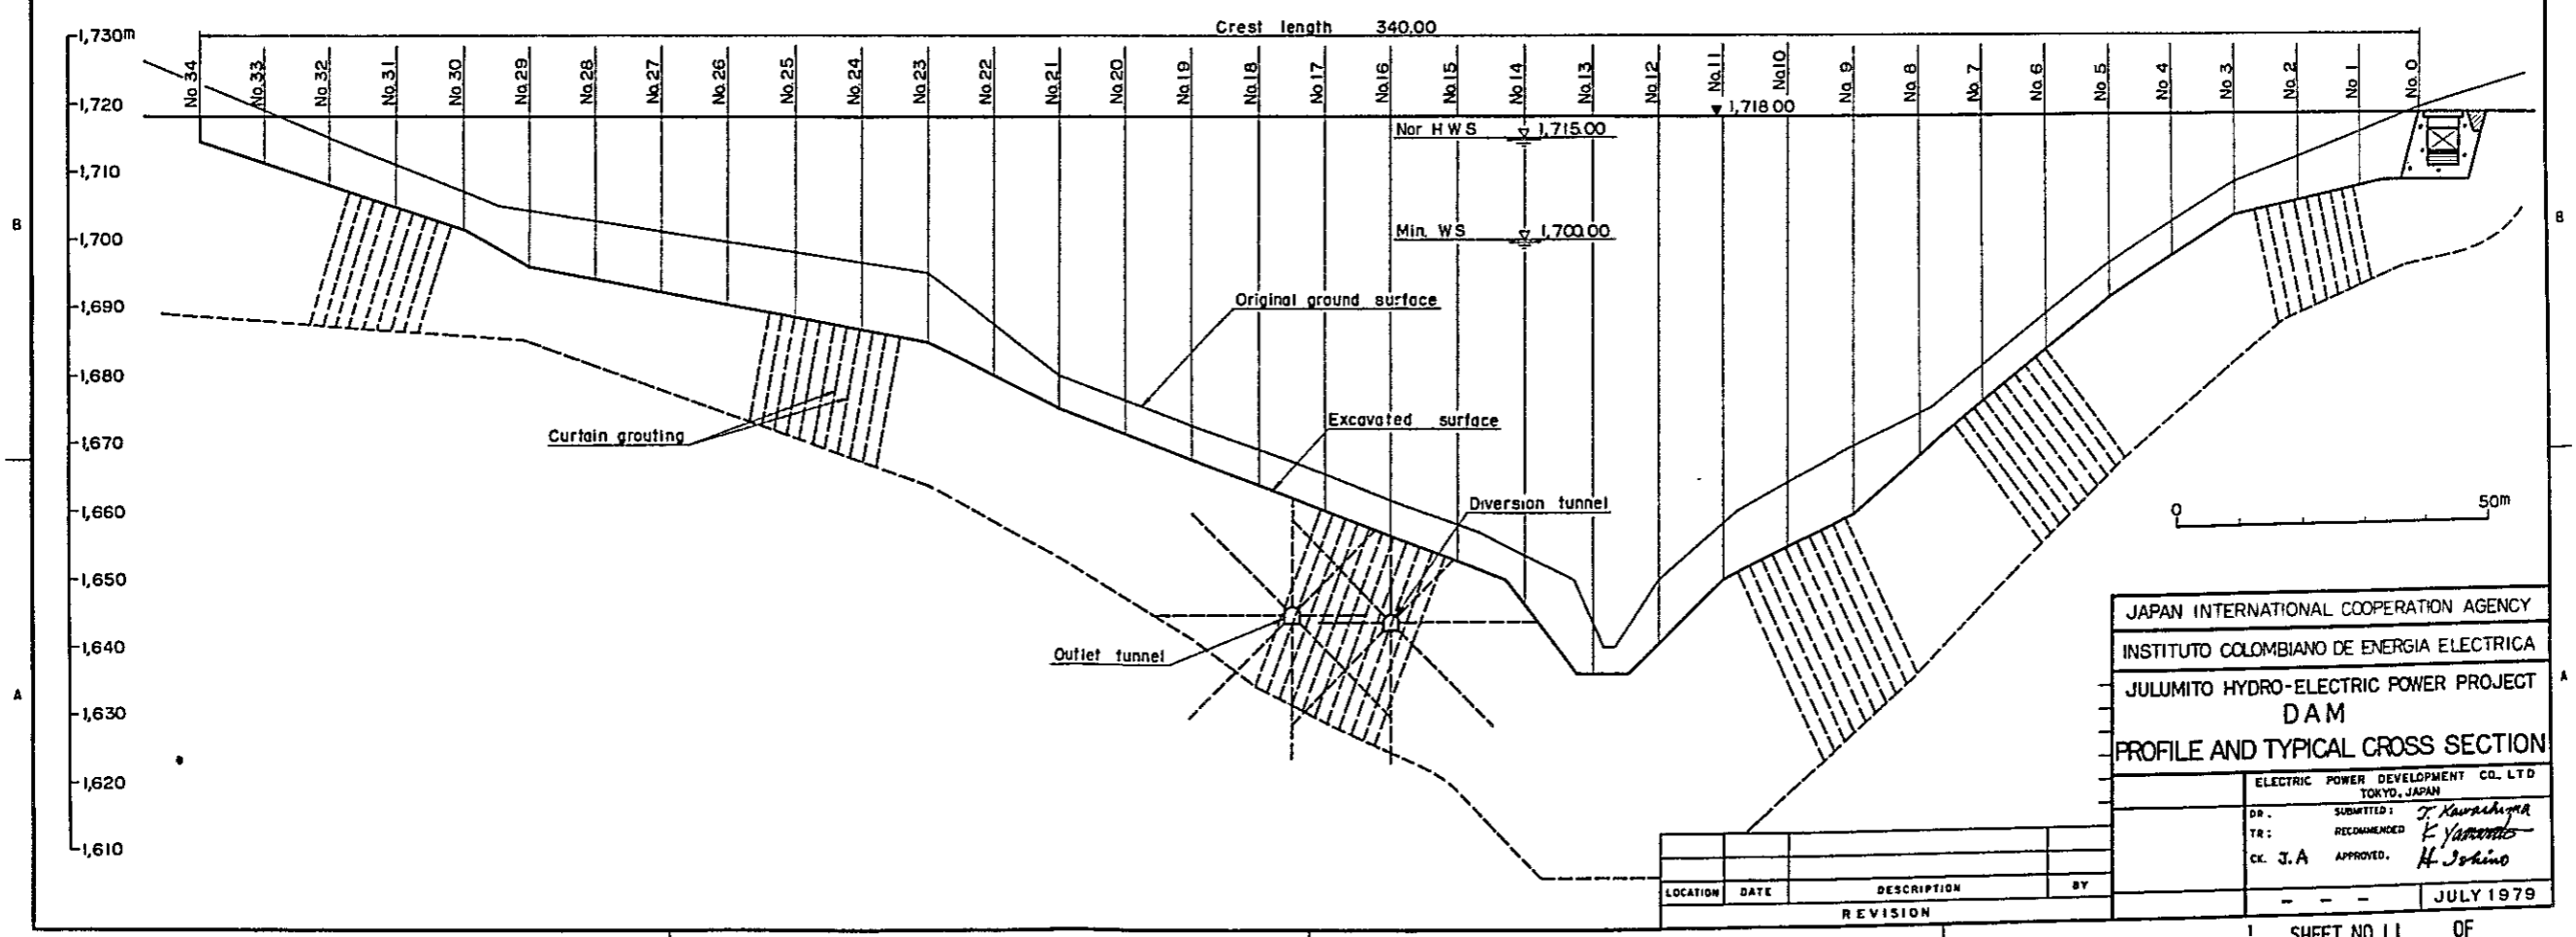 Crest length 340.00
1,730m
1,720
1,710
1,700
1,690
1,680
1,670
1,660
1,650
1,640
1,630
1,620
1,610
No. 34
No. 33
No. 32
No. 31
No. 30
No. 29
No. 28
No. 27
No. 26
No. 25
No. 24
No. 23
No. 22
No. 21
No. 20
No. 19
No. 18
No. 17
No. 16
No. 15
No. 14
No. 13
No. 12
No. 11
No. 10
No. 9
No. 8
No. 7
No. 6
No. 5
No. 4
No. 3
No. 2
No. 1
No. 0
1,718 00
Nor H W S 1,715.00
Min. WS 1,700.00
Original ground surface
Excavated surface
Curtain grouting
Diversion tunnel
Outlet tunnel
0 50m
B
B
A
A
JAPAN INTERNATIONAL COOPERATION AGENCY
INSTITUTO COLOMBIANO DE ENERGIA ELECTRICA
JULUMITO HYDRO-ELECTRIC POWER PROJECT
DAM
PROFILE AND TYPICAL CROSS SECTION
ELECTRIC POWER DEVELOPMENT CO., LTD
TOKYO, JAPAN
DR. SUBMITTED: T. Kawashima
TR: RECOMMENDED K. Yamamoto
CK. J.A APPROVED. H. Ishino
- - - JULY 1979
LOCATION DATE DESCRIPTION BY
REVISION
1 SHEET NO. 11 OF